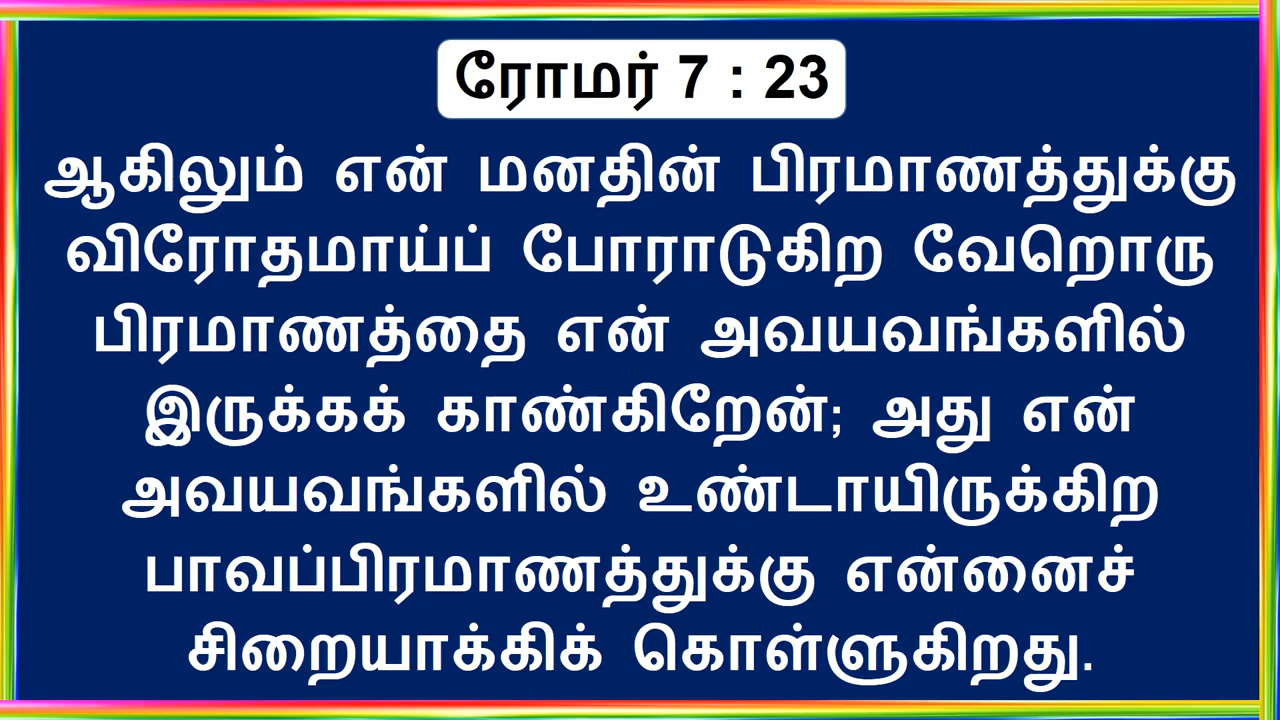 ரோமர் 7 : 23
ஆகிலும் என் மனதின் பிரமாணத்துக்கு
விரோதமாய்ப் போராடுகிற வேறொரு
பிரமாணத்தை என் அவயவங்களில்
இருக்கக் காண்கிறேன்; அது என்
அவயவங்களில் உண்டாயிருக்கிற
பாவப்பிரமாணத்துக்கு என்னைச்
சிறையாக்கிக் கொள்ளுகிறது.